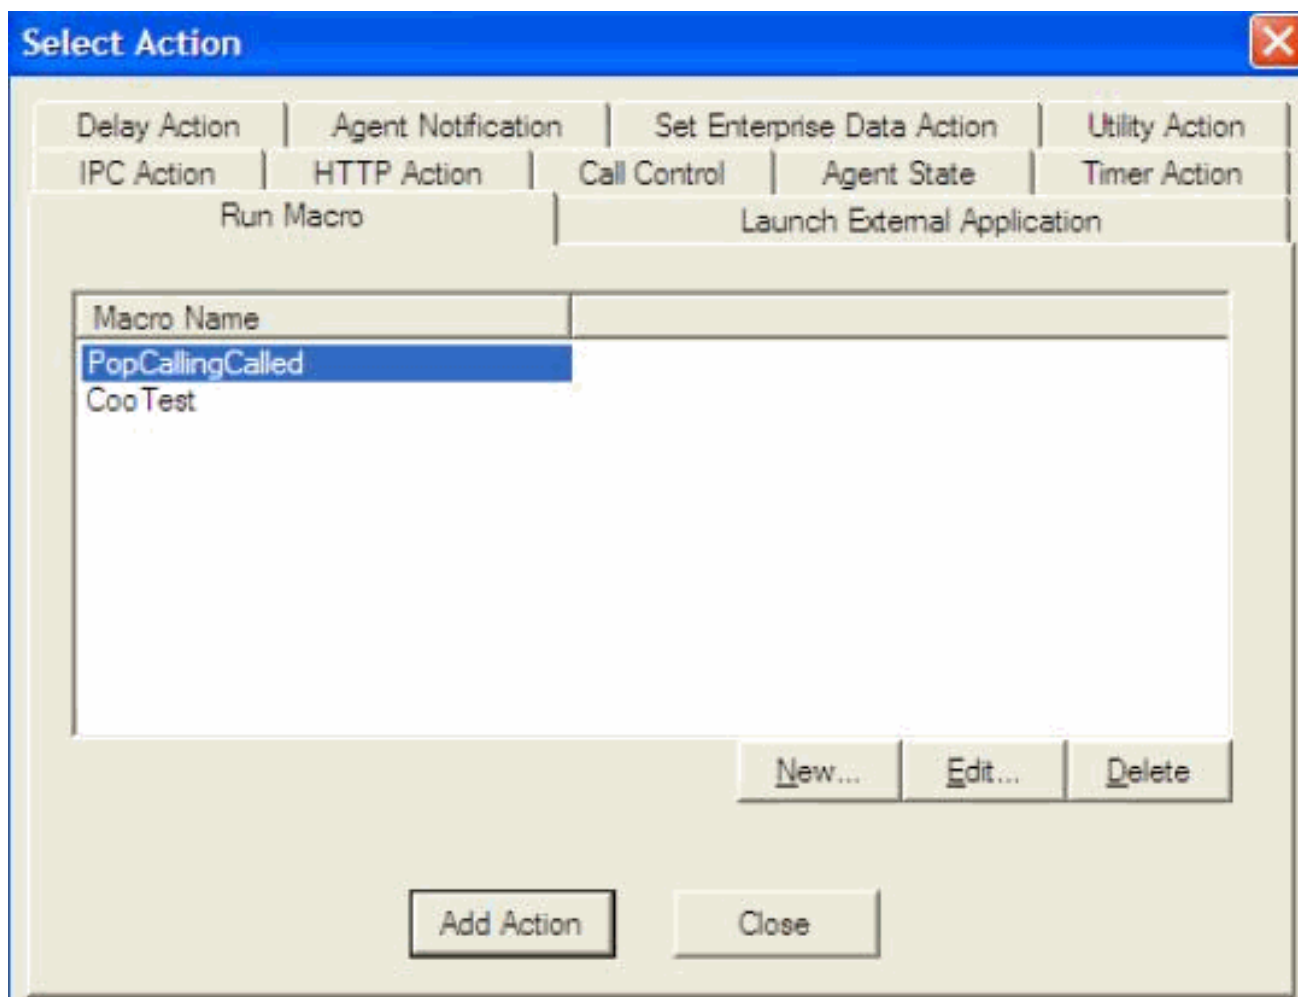 Select Action
Delay Action Agent Notification Set Enterprise Data Action Utility Action
IPC Action HTTP Action Call Control Agent State Timer Action
Run Macro Launch External Application
Macro Name
PopCallingCalled
CooTest
New... Edit... Delete
Add Action Close